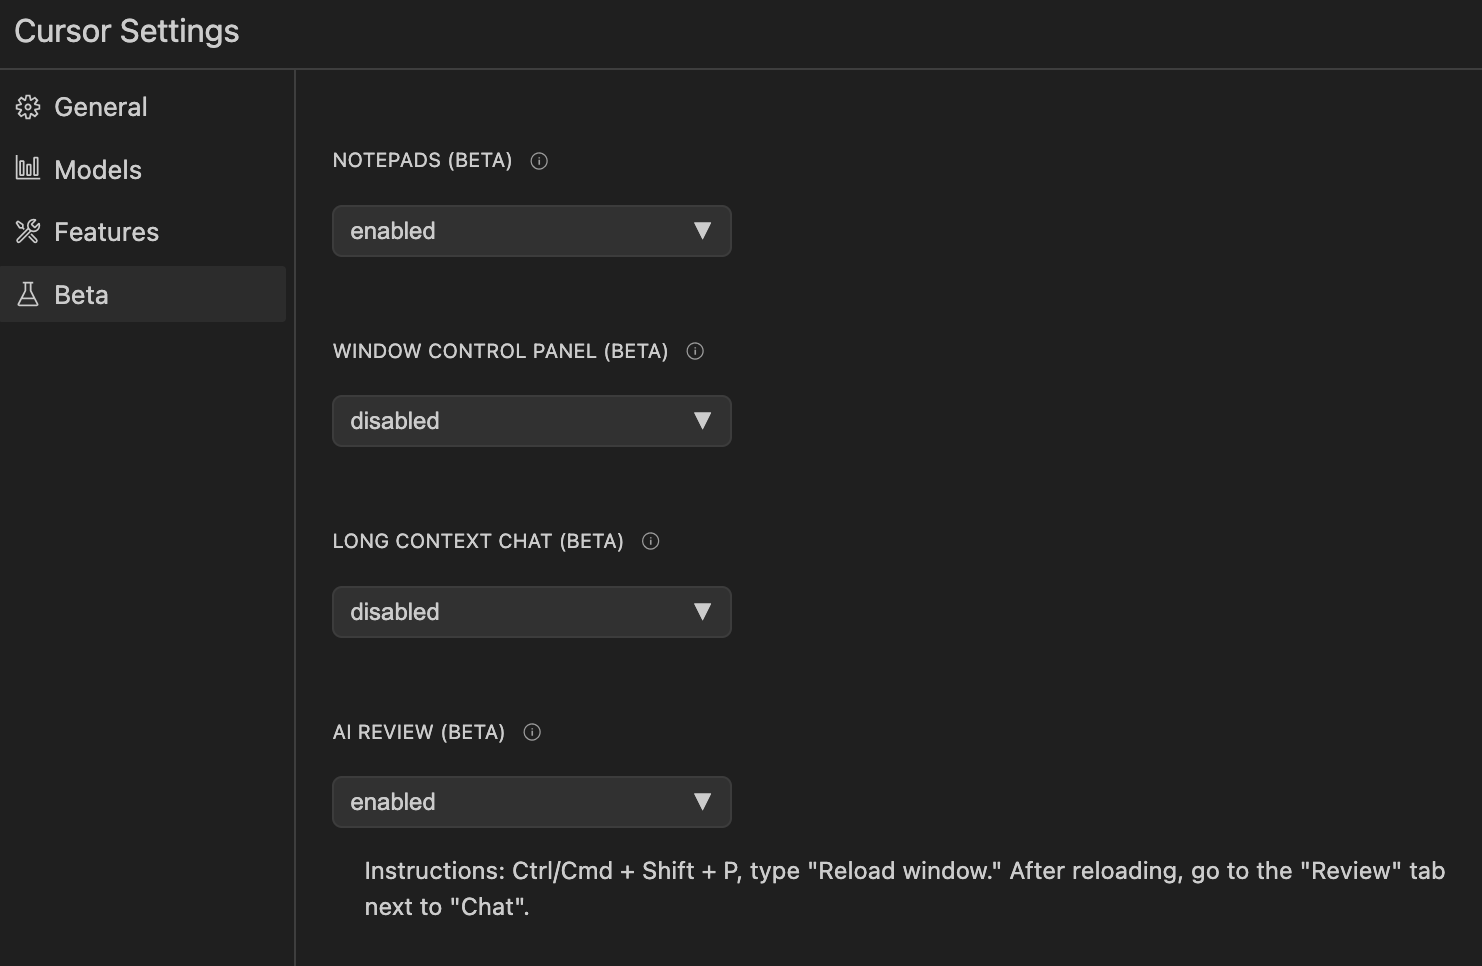 Cursor Settings
General
Models
Features
Beta
NOTEPADS (BETA)
enabled
WINDOW CONTROL PANEL (BETA)
disabled
LONG CONTEXT CHAT (BETA)
disabled
AI REVIEW (BETA)
enabled
Instructions: Ctrl/Cmd + Shift + P, type "Reload window." After reloading, go to the "Review" tab
next to "Chat".